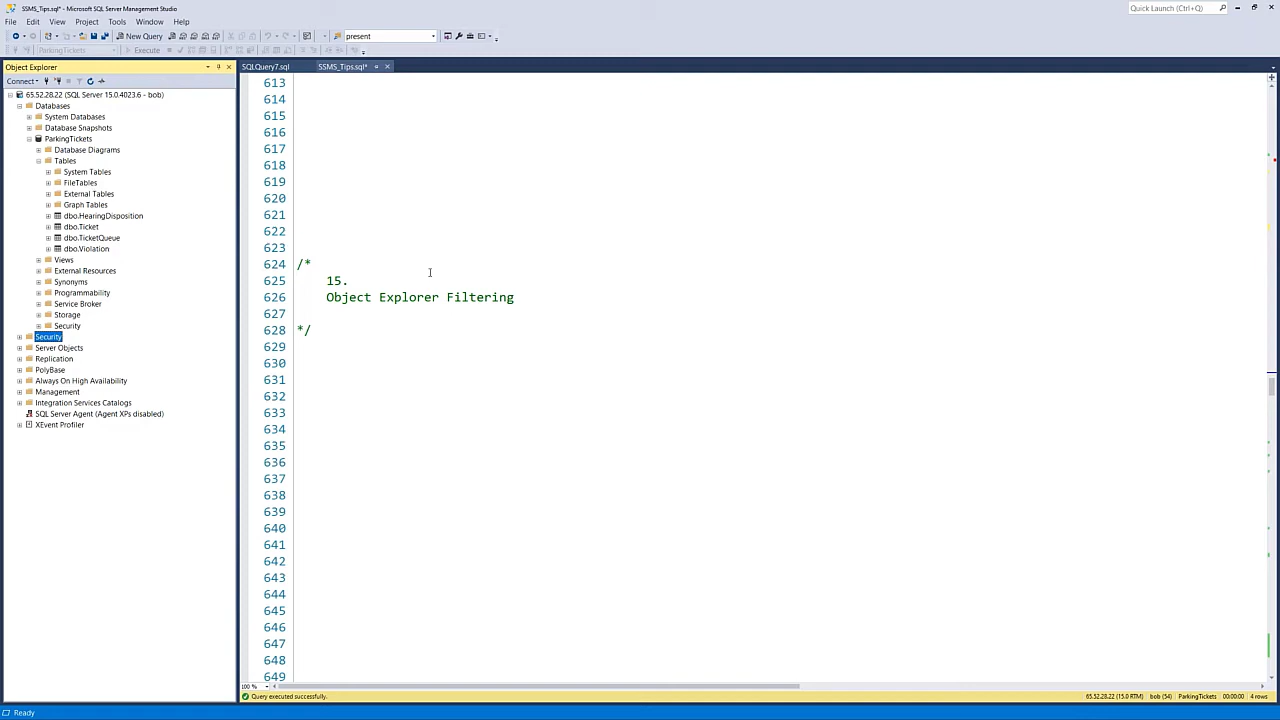 SSMS_Tips.sql* - Microsoft SQL Server Management Studio
Quick Launch (Ctrl+Q)
File Edit View Project Tools Window Help
New Query present
ParkingTickets Execute
Object Explorer
SQLQuery7.sql SSMS_Tips.sql*
Connect
65.52.28.22 (SQL Server 15.0.4023.6 - bob)
Databases
System Databases
Database Snapshots
ParkingTickets
Database Diagrams
Tables
System Tables
FileTables
External Tables
Graph Tables
dbo.HearingDisposition
dbo.Ticket
dbo.TicketQueue
dbo.Violation
Views
External Resources
Synonyms
Programmability
Service Broker
Storage
Security
Security
Server Objects
Replication
PolyBase
Always On High Availability
Management
Integration Services Catalogs
SQL Server Agent (Agent XPs disabled)
XEvent Profiler
613
614
615
616
617
618
619
620
621
622
623
624 /*
625 15.
626 Object Explorer Filtering
627
628 */
629
630
631
632
633
634
635
636
637
638
639
640
641
642
643
644
645
646
647
648
649
100 %
Query executed successfully.
65.52.28.22 (15.0 RTM) bob (54) ParkingTickets 00:00:00 4 rows
Ready